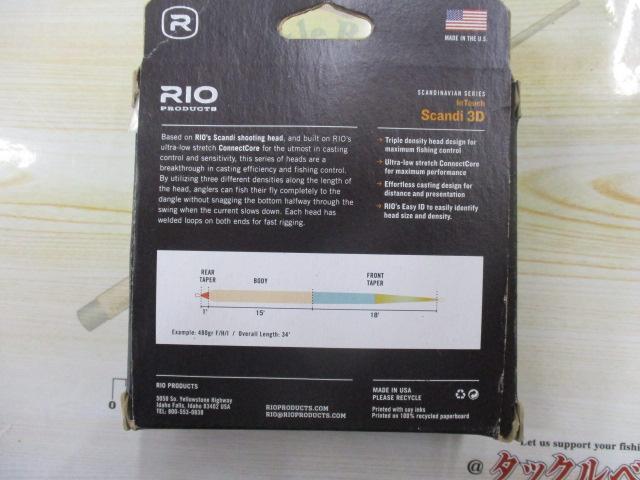 R
MADE IN THE U.S.
RIO
PRODUCTS
SCANDINAVIAN SERIES
InTouch
Scandi 3D
Based on RIO's Scandi shooting head, and built on RIO's
ultra-low stretch ConnectCore for the utmost in casting
control and sensitivity, this series of heads are a
breakthrough in casting efficiency and fishing control.
By utilizing three different densities along the length of
the head, anglers can fish their fly completely to the
dangle without snagging the bottom halfway through the
swing when the current slows down. Each head has
welded loops on both ends for fast rigging.
→ Triple density head design for
maximum fishing control
→ Ultra-low stretch ConnectCore
for maximum performance
→ Effortless casting design for
distance and presentation
→ RIO's Easy ID to easily identify
head size and density.
REAR
TAPER
BODY
FRONT
TAPER
1'
15'
18'
Example: 480gr F/H/I / Overall Length: 34'
RIO PRODUCTS
5050 So. Yellowstone Highway
Idaho Falls, Idaho 83402 USA
TEL: 800-553-0838
RIOPRODUCTS.COM
RIO@RIOPRODUCTS.COM
MADE IN USA
PLEASE RECYCLE
Printed with soy inks
Printed on 100% recycled paperboard
Let us support your fishi
@タックルベ